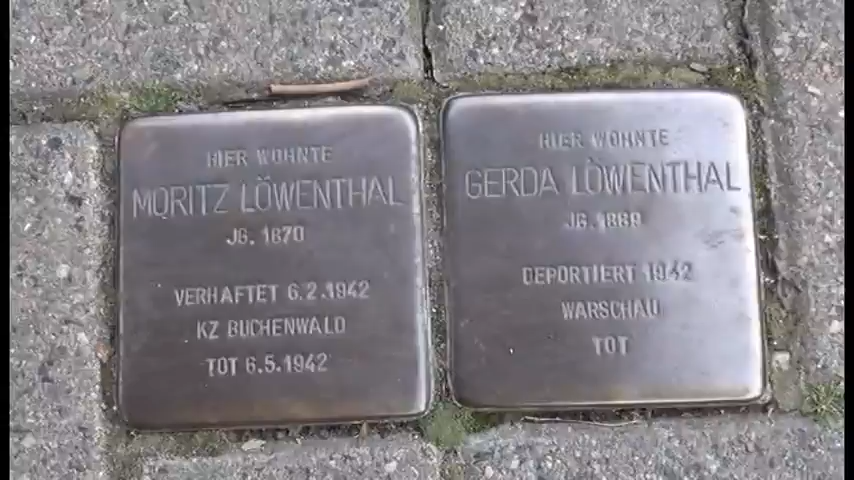 HIER WOHNTE
MORITZ LÖWENTHAL
JG. 1870
VERHAFTET 6.2.1942
KZ BUCHENWALD
TOT 6.5.1942
HIER WOHNTE
GERDA LÖWENTHAL
JG. 1889
DEPORTIERT 1942
WARSCHAU
TOT